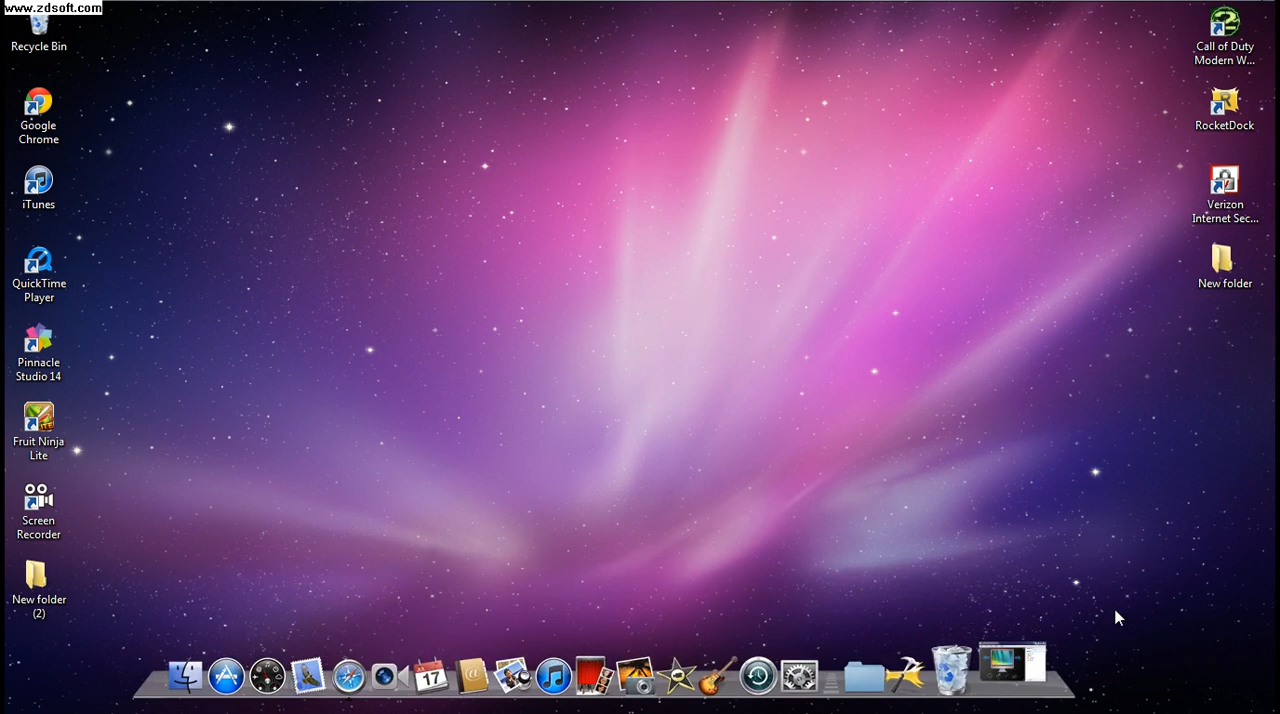 www.zdsoft.com
Recycle Bin
Google
Chrome
iTunes
QuickTime
Player
Pinnacle
Studio 14
Fruit Ninja
Lite
Screen
Recorder
New folder
(2)
Call of Duty
Modern W...
RocketDock
Verizon
Internet Sec...
New folder
17